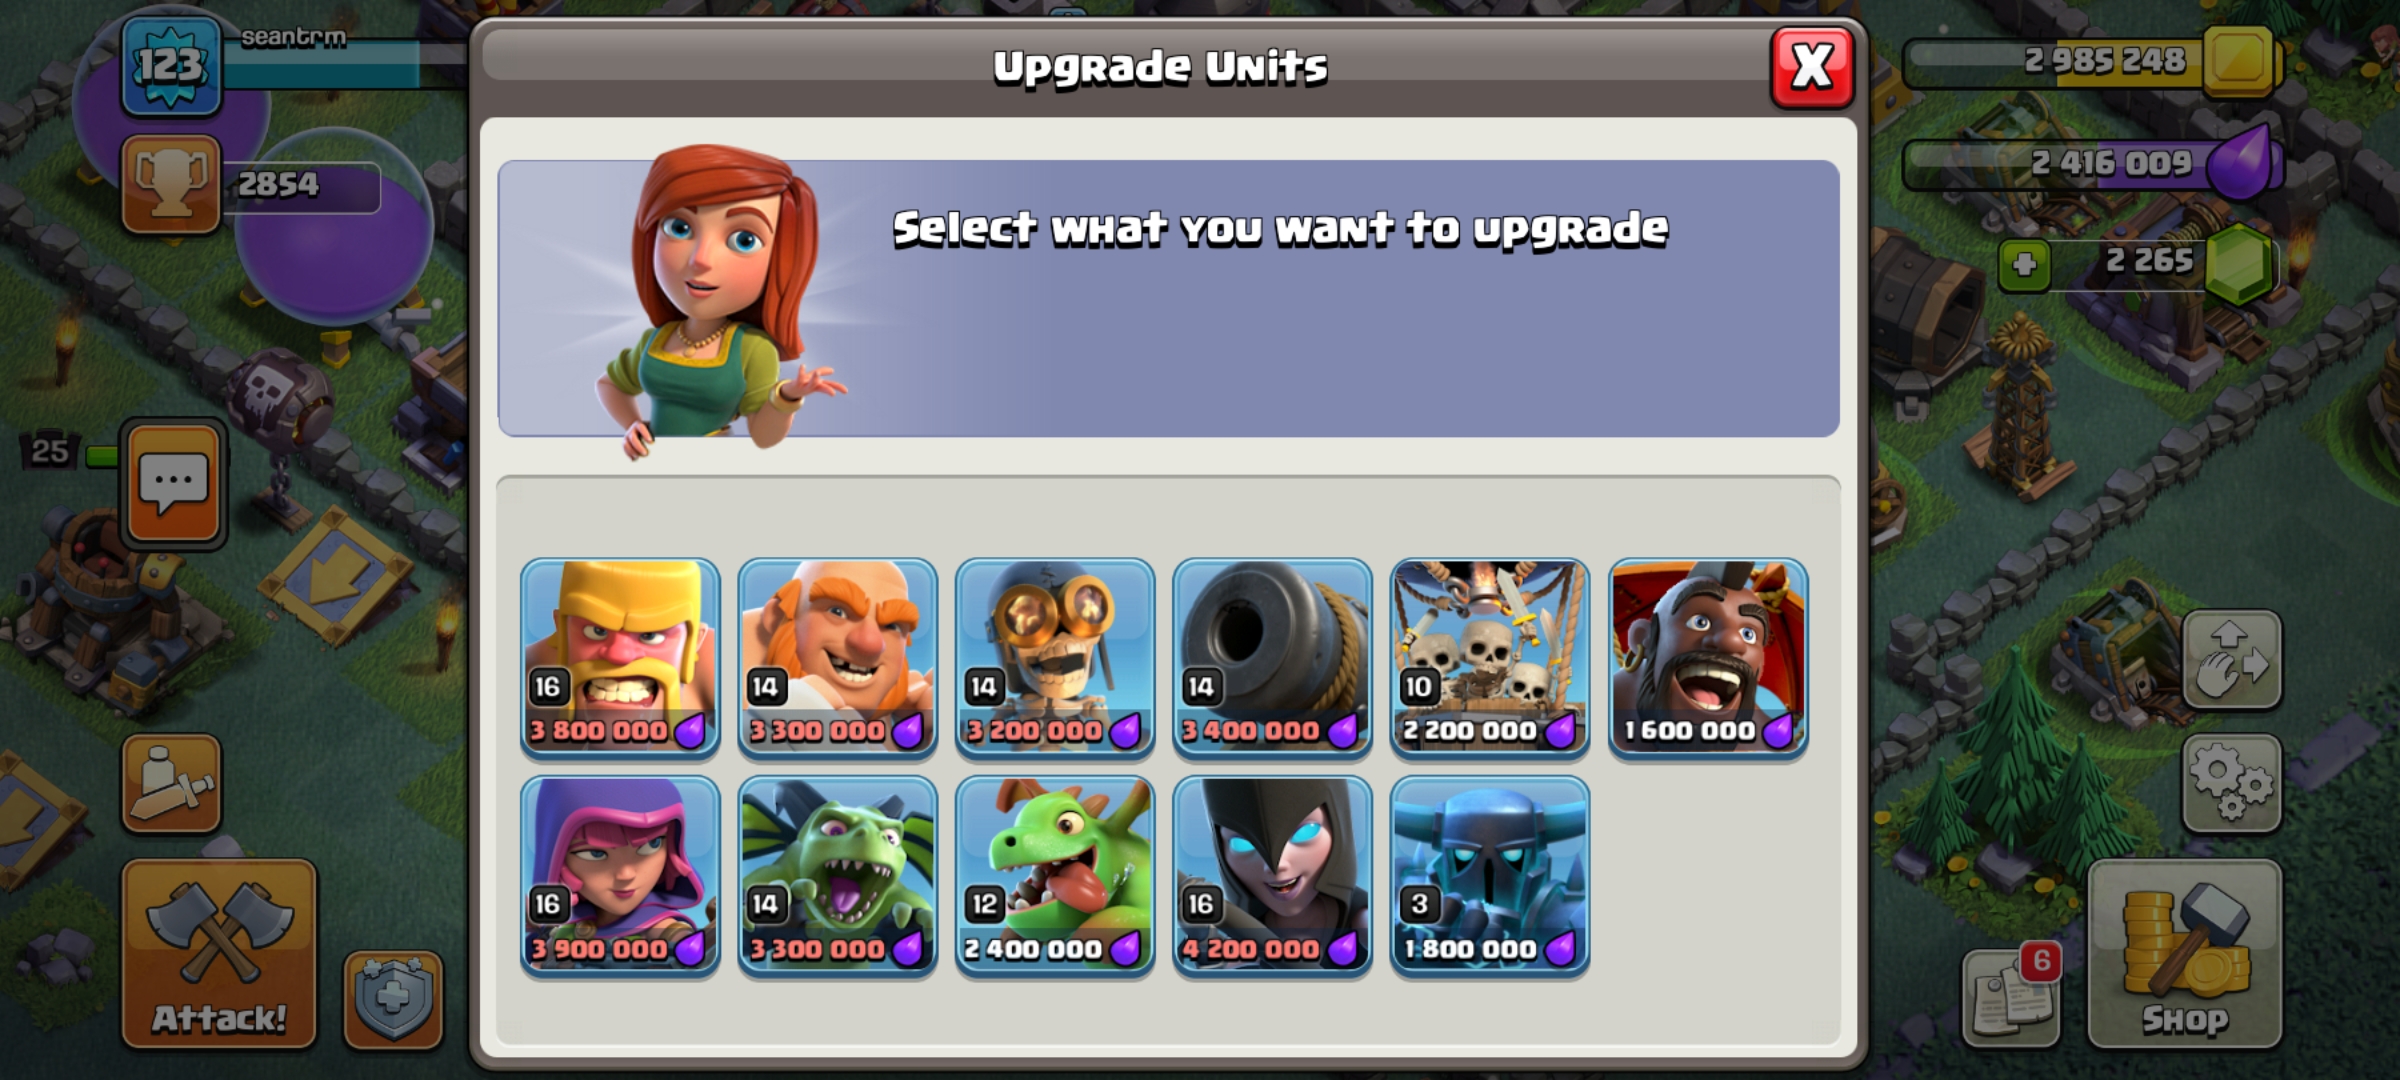 seantrm
123
2854
25
Attack!
Upgrade Units
X
Select what you want to upgrade
16
3 800 000
14
3 300 000
14
3 200 000
14
3 400 000
10
2 200 000
1 600 000
16
3 900 000
14
3 300 000
12
2 400 000
16
4 200 000
3
1 800 000
2 985 248
2 416 009
2 265
6
Shop